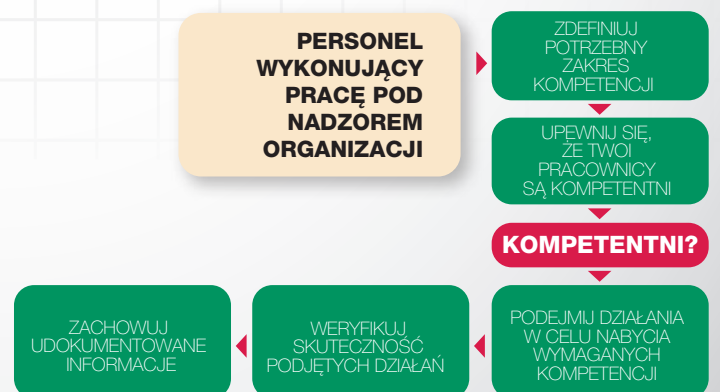 PERSONEL
WYKONUJĄCY
PRACĘ POD
NADZOREM
ORGANIZACJI
ZDEFINIUJ
POTRZEBNY
ZAKRES
KOMPETENCJI
UPEWNIJ SIĘ,
ŻE TWOI
PRACOWNICY
SĄ KOMPETENTNI
KOMPETENTNI?
PODEJMIJ DZIAŁANIA
W CELU NABYCIA
WYMAGANYCH
KOMPETENCJI
WERYFIKUJ
SKUTECZNOŚĆ
PODJĘTYCH DZIAŁAŃ
ZACHOWUJ
UDOKUMENTOWANE
INFORMACJE